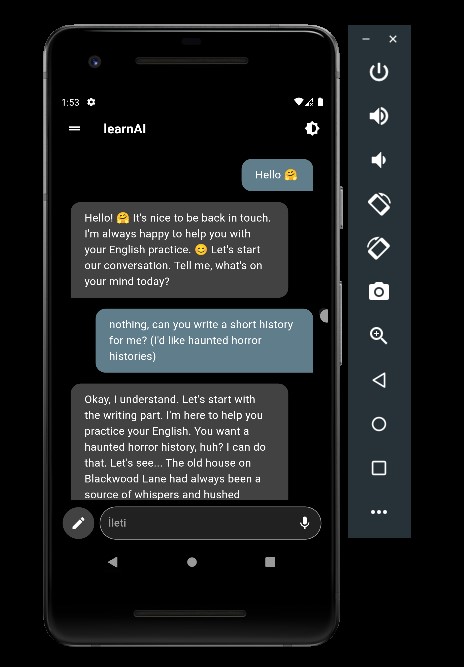 1:53
learnAI
Hello 🤗
Hello! 🤗 It's nice to be back in touch.
I'm always happy to help you with
your English practice. 😊 Let's start
our conversation. Tell me, what's on
your mind today?
nothing, can you write a short history
for me? (I'd like haunted horror
histories)
Okay, I understand. Let's start with
the writing part. I'm here to help you
practice your English. You want a
haunted horror history, huh? I can do
that. Let's see... The old house on
Blackwood Lane had always been a
source of whispers and hushed
İleti